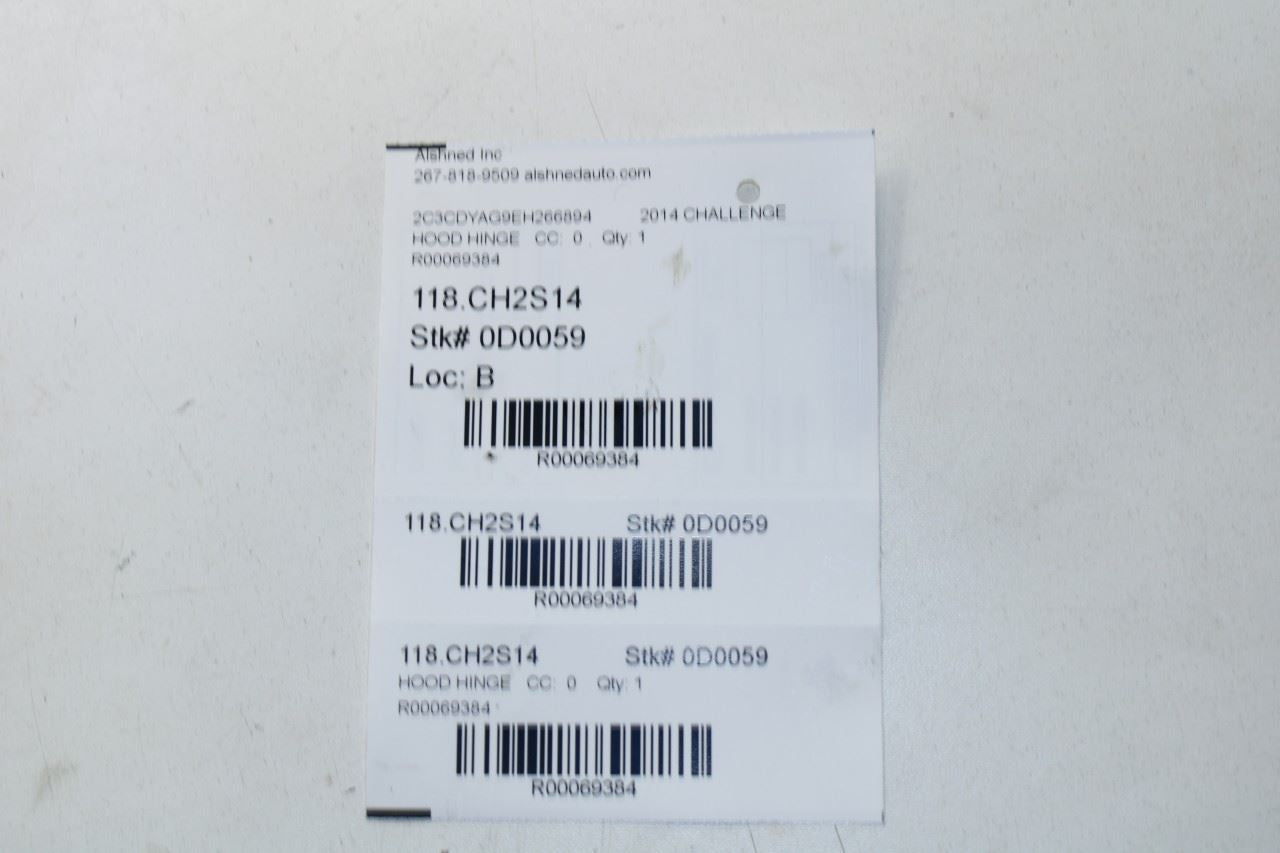 Alshned Inc
267-818-9509 alshnedauto.com
2C3CDYAG9EH266894 2014 CHALLENGE
HOOD HINGE CC: 0 Qty: 1
R00069384
118.CH2S14
Stk# 0D0059
Loc: B
R00069384
118.CH2S14 Stk# 0D0059
R00069384
118.CH2S14 Stk# 0D0059
HOOD HINGE CC: 0 Qty: 1
R00069384
R00069384